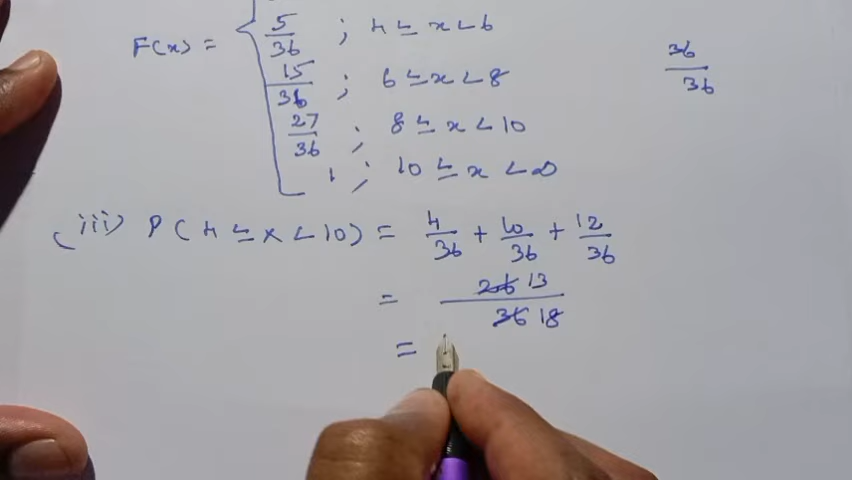 F(x) = { 5/36 ; 4 ≤ x < 6
15/36 ; 6 ≤ x < 8
27/36 ; 8 ≤ x < 10
1 ; 10 ≤ x < ∞
36/36
(iii) P(4 ≤ x < 10) = 4/36 + 10/36 + 12/36
= 26 13 / 36 18
=